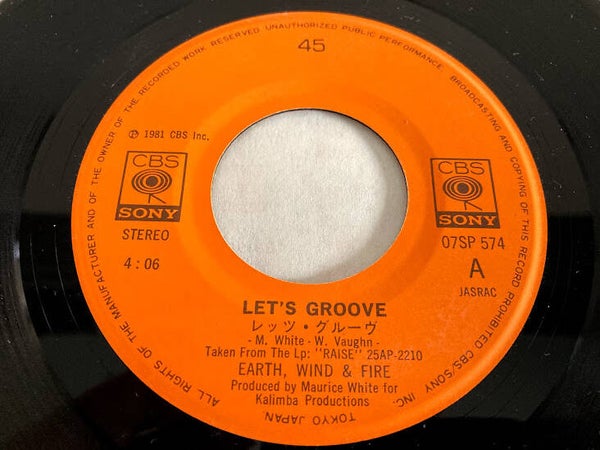 ALL RIGHTS OF THE MANUFACTURER AND OF THE OWNER OF THE RECORDED WORK RESERVED UNAUTHORIZED PUBLIC PERFORMANCE, BROADCASTING AND COPYING OF THIS RECORD PROHIBITED CBS/SONY INC. TOKYO JAPAN.
45
℗ 1981 CBS Inc.
CBS
SONY
CBS
SONY
STEREO
07SP 574
4:06
A
JASRAC
LET'S GROOVE
レッツ・グルーヴ
- M. White - W. Vaughn -
Taken From The Lp: "RAISE" 25AP-2210
EARTH, WIND & FIRE
Produced by Maurice White for
Kalimba Productions